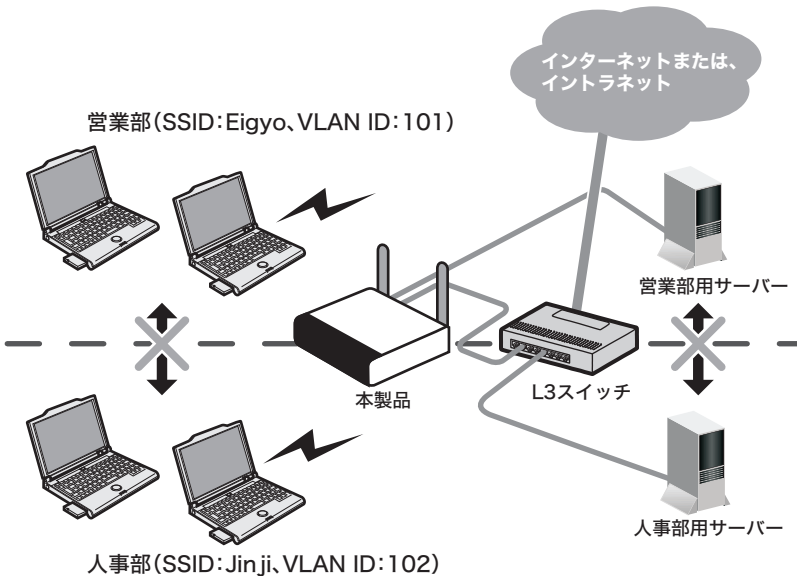 インターネットまたは、
イントラネット
営業部(SSID:Eigyo、VLAN ID:101)
営業部用サーバー
本製品
L3スイッチ
人事部用サーバー
人事部(SSID:Jinji、VLAN ID:102)